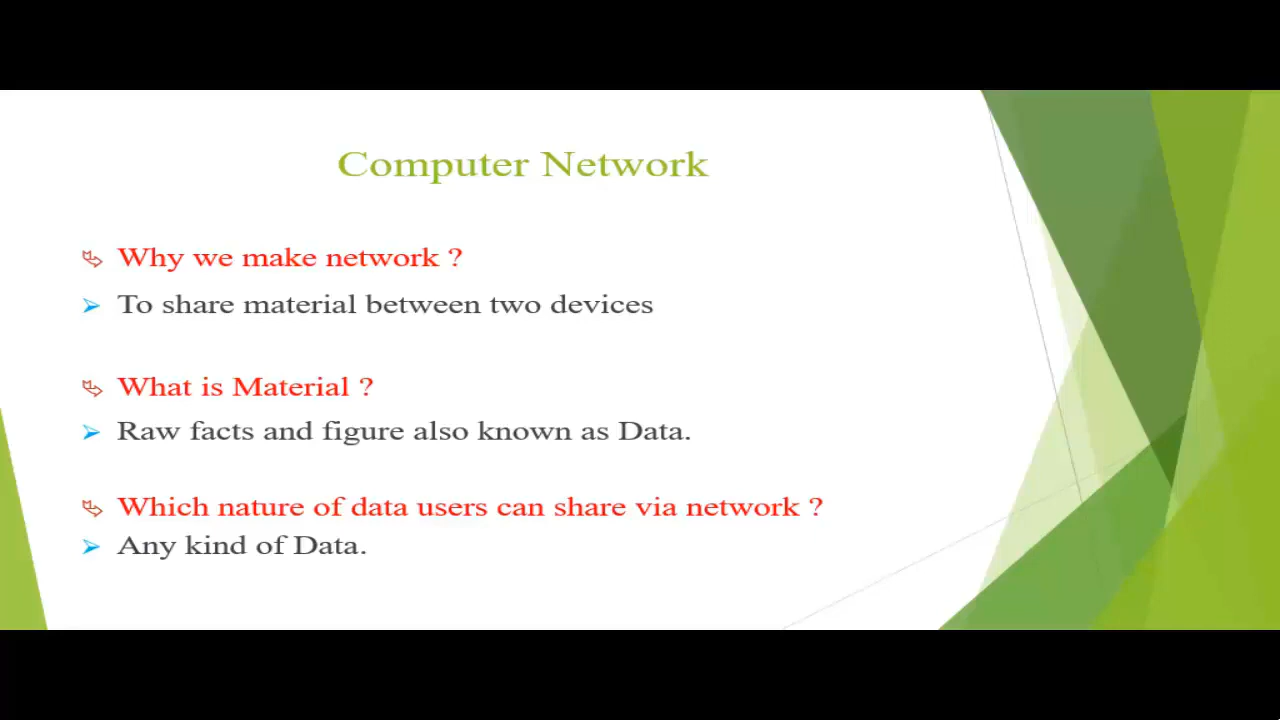 Computer Network
Why we make network ?
To share material between two devices
What is Material ?
Raw facts and figure also known as Data.
Which nature of data users can share via network ?
Any kind of Data.